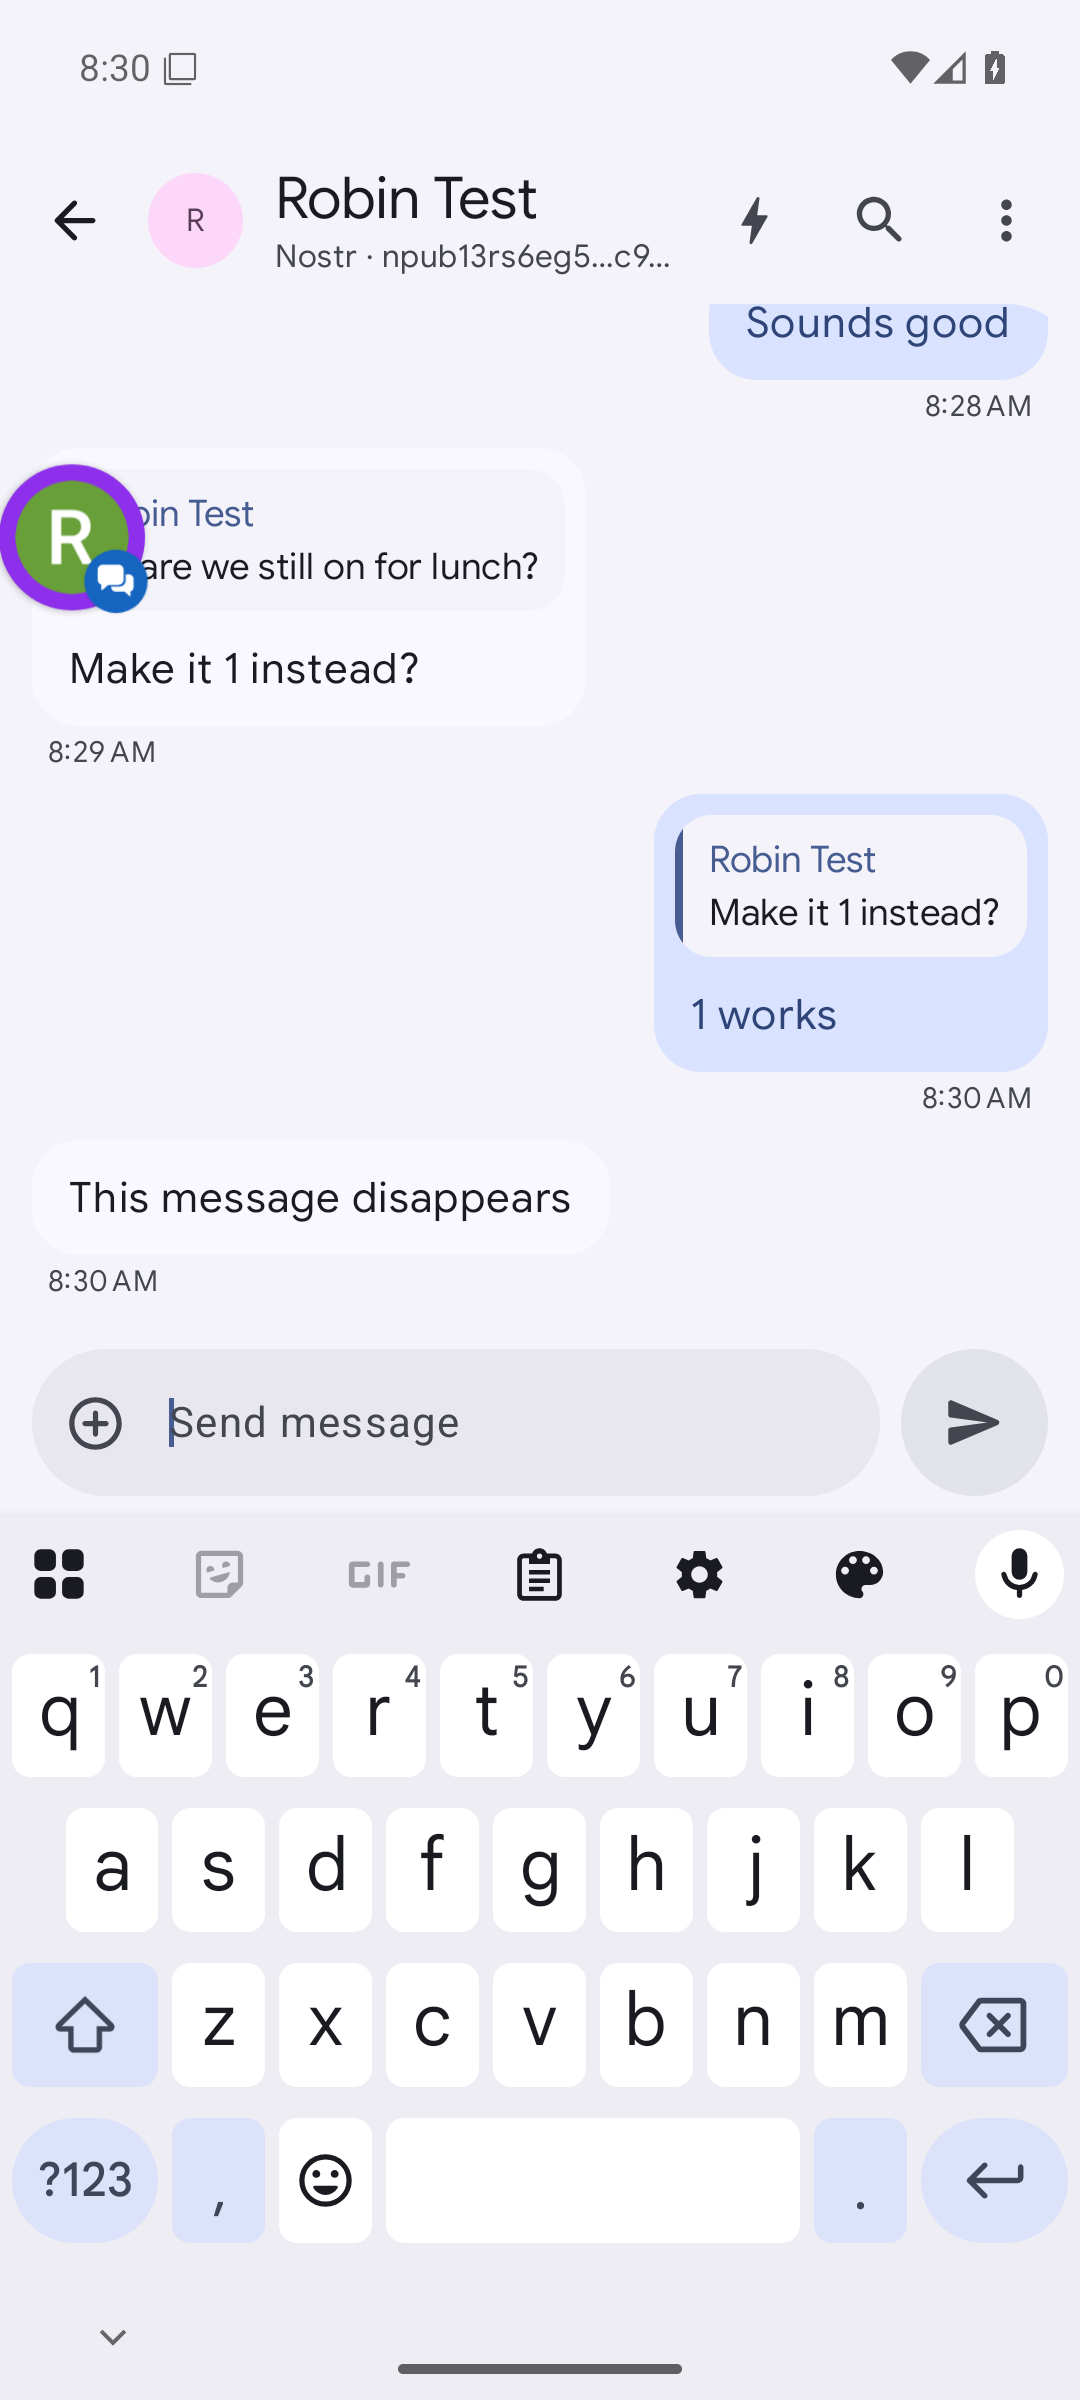 8:30
R
Robin Test
Nostr · npub13rs6eg5...c9...
Sounds good
8:28 AM
R
bin Test
are we still on for lunch?
Make it 1 instead?
8:29 AM
Robin Test
Make it 1 instead?
1 works
8:30 AM
This message disappears
8:30 AM
Send message
GIF
q 1 w 2 e 3 r 4 t 5 y 6 u 7 i 8 o 9 p 0
a s d f g h j k l
z x c v b n m
?123 , .